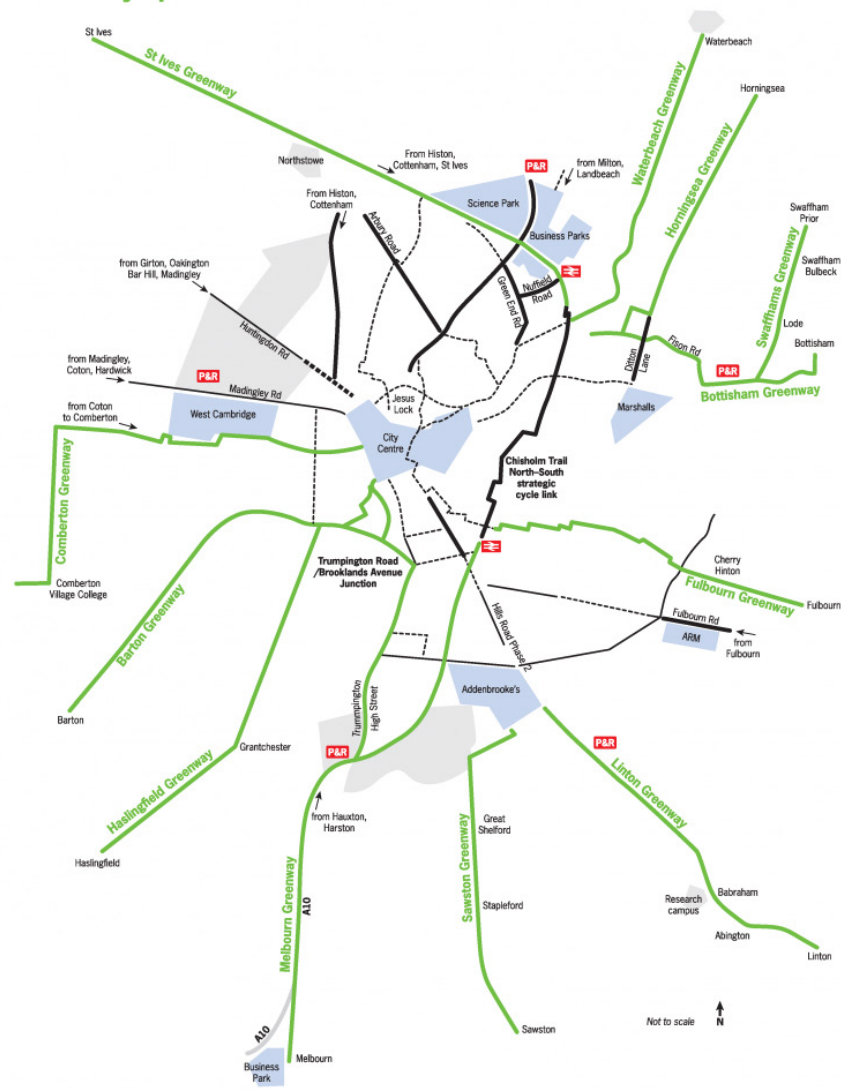 St Ives
St Ives Greenway
Waterbeach
Waterbeach Greenway
Horningsea
Horningsea Greenway
Northstowe
From Histon,
Cottenham, St Ives
P&R
from Milton,
Landbeach
Science Park
Business Parks
From Histon,
Cottenham
Arbury Road
Swaffham
Prior
Swaffham
Bulbeck
Swaffhams Greenway
Lode
Bottisham
from Girton, Oakington
Bar Hill, Madingley
Huntingdon Rd
Green End Rd
Nuffield
Road
Ditton
Lane
Fison Rd
P&R
Bottisham Greenway
from Madingley,
Coton, Hardwick
P&R
Madingley Rd
West Cambridge
Jesus
Lock
Marshalls
from Coton
to Comberton
City
Centre
Comberton Greenway
Chisholm Trail
North–South
strategic
cycle link
Comberton
Village College
Trumpington Road
/Brooklands Avenue
Junction
Cherry
Hinton
Fulbourn Greenway
Fulbourn
Barton Greenway
Hills Road Phase 2
Fulbourn Rd
ARM
from
Fulbourn
Addenbrooke's
Barton
Trummpington
High Street
Grantchester
P&R
P&R
Haslingfield Greenway
Linton Greenway
from Hauxton,
Harston
Haslingfield
Great
Shelford
Sawston Greenway
Melbourn Greenway
A10
Stapleford
Research
campus
Babraham
Abington
Linton
Sawston
Not to scale
N
A10
Business
Park
Melbourn